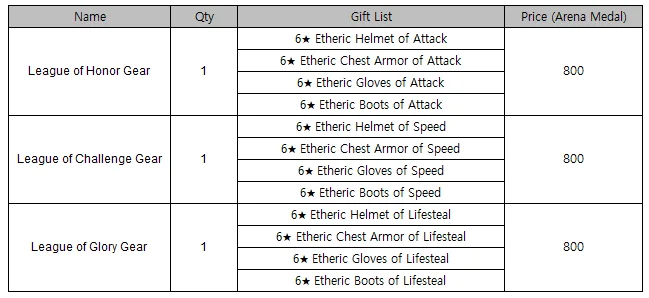 Name Qty Gift List Price (Arena Medal)
League of Honor Gear 1 6★ Etheric Helmet of Attack 800
6★ Etheric Chest Armor of Attack
6★ Etheric Gloves of Attack
6★ Etheric Boots of Attack
League of Challenge Gear 1 6★ Etheric Helmet of Speed 800
6★ Etheric Chest Armor of Speed
6★ Etheric Gloves of Speed
6★ Etheric Boots of Speed
League of Glory Gear 1 6★ Etheric Helmet of Lifesteal 800
6★ Etheric Chest Armor of Lifesteal
6★ Etheric Gloves of Lifesteal
6★ Etheric Boots of Lifesteal